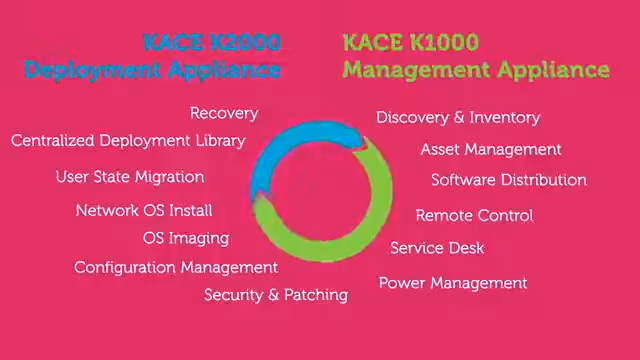 KACE K2000
Deployment Appliance
Recovery
Centralized Deployment Library
User State Migration
Network OS Install
OS Imaging
Configuration Management
Security & Patching
KACE K1000
Management Appliance
Discovery & Inventory
Asset Management
Software Distribution
Remote Control
Service Desk
Power Management